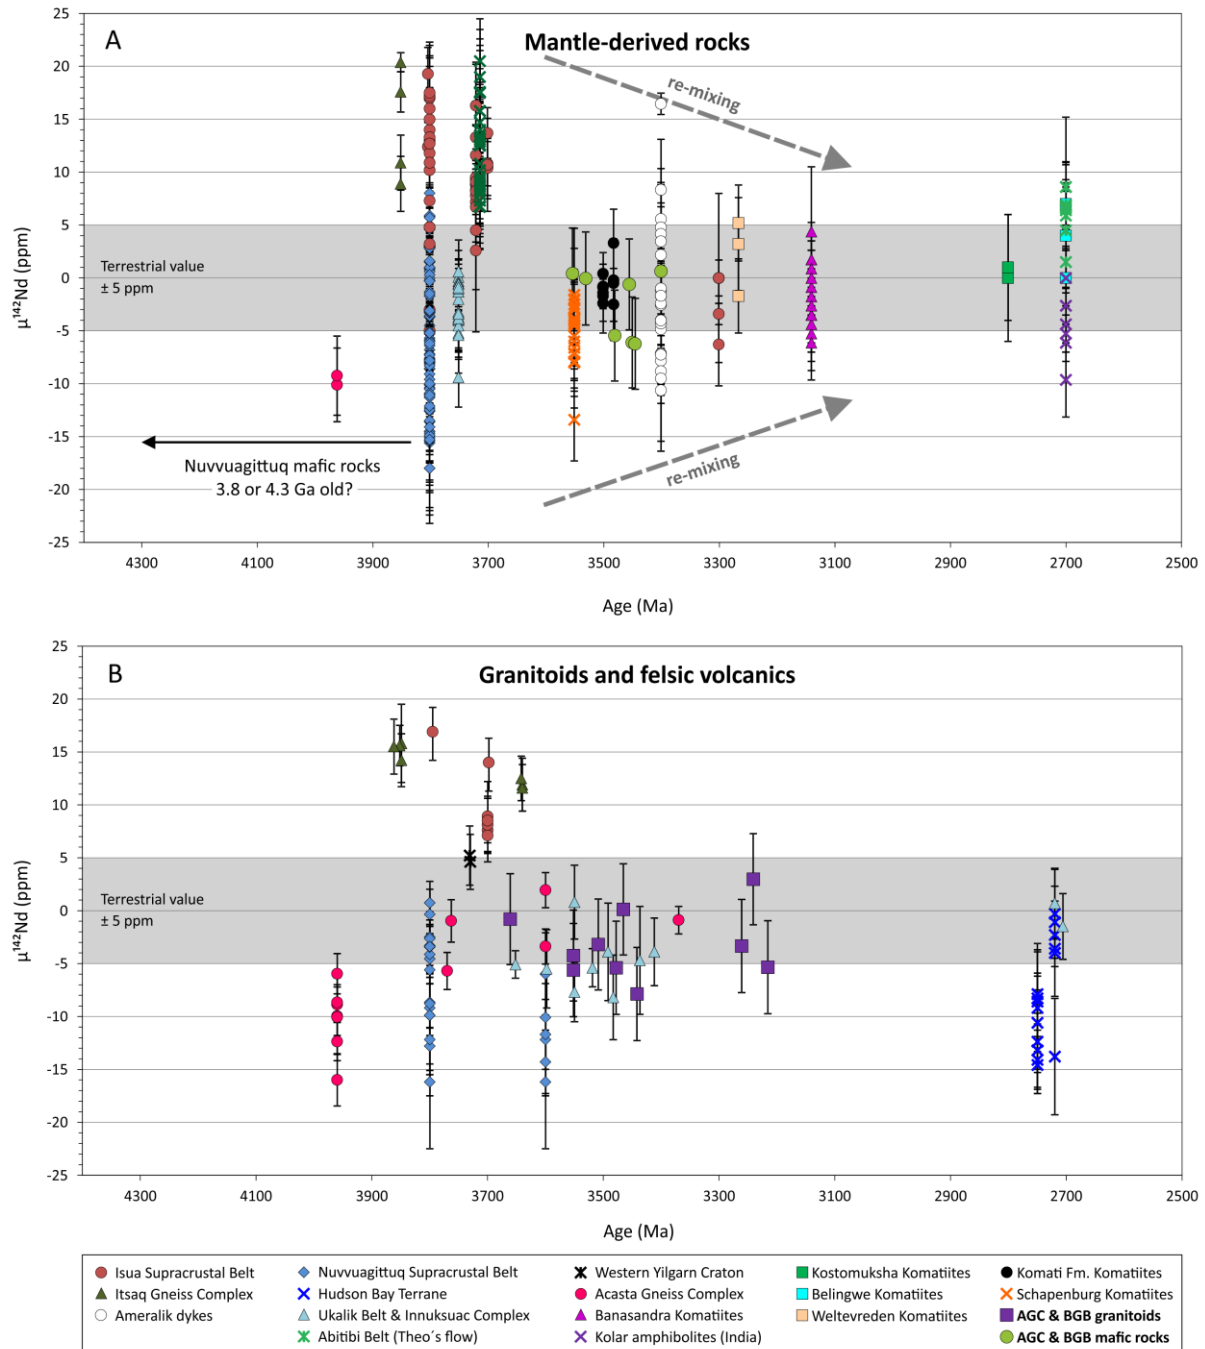 A
Mantle-derived rocks
25
20
15
10
5
0
-5
-10
-15
-20
-25
μ¹⁴²Nd (ppm)
re-mixing
Terrestrial value
± 5 ppm
Nuvvuagittuq mafic rocks
3.8 or 4.3 Ga old?
re-mixing
4300 4100 3900 3700 3500 3300 3100 2900 2700 2500
Age (Ma)
B
Granitoids and felsic volcanics
25
20
15
10
5
0
-5
-10
-15
-20
-25
μ¹⁴²Nd (ppm)
Terrestrial value
± 5 ppm
4300 4100 3900 3700 3500 3300 3100 2900 2700 2500
Age (Ma)
Isua Supracrustal Belt Nuvvuagittuq Supracrustal Belt Western Yilgarn Craton Kostomuksha Komatiites Komati Fm. Komatiites
Itsaq Gneiss Complex Hudson Bay Terrane Acasta Gneiss Complex Belingwe Komatiites Schapenburg Komatiites
Ameralik dykes Ukalik Belt & Innuksuac Complex Banasandra Komatiites Weltevreden Komatiites AGC & BGB granitoids
Abitibi Belt (Theo´s flow) Kolar amphibolites (India) AGC & BGB mafic rocks